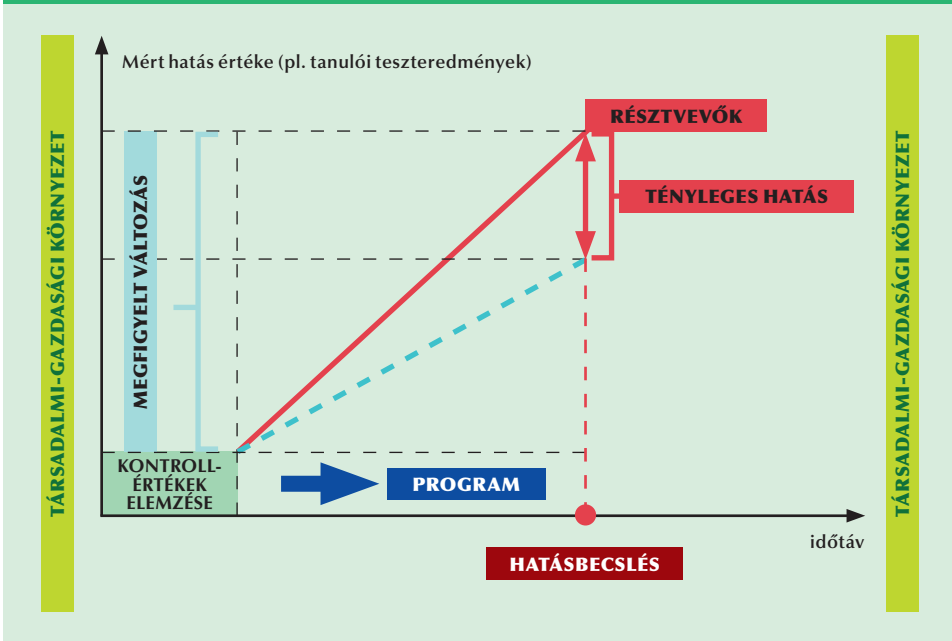 Mért hatás értéke (pl. tanulói teszteredmények)
RÉSZTVEVŐK
TÉNYLEGES HATÁS
TÁRSADALMI-GAZDASÁGI KÖRNYEZET
MEGFIGYELT VÁLTOZÁS
TÁRSADALMI-GAZDASÁGI KÖRNYEZET
KONTROLL-
ÉRTÉKEK
ELEMZÉSE
PROGRAM
időtáv
HATÁSBECSLÉS